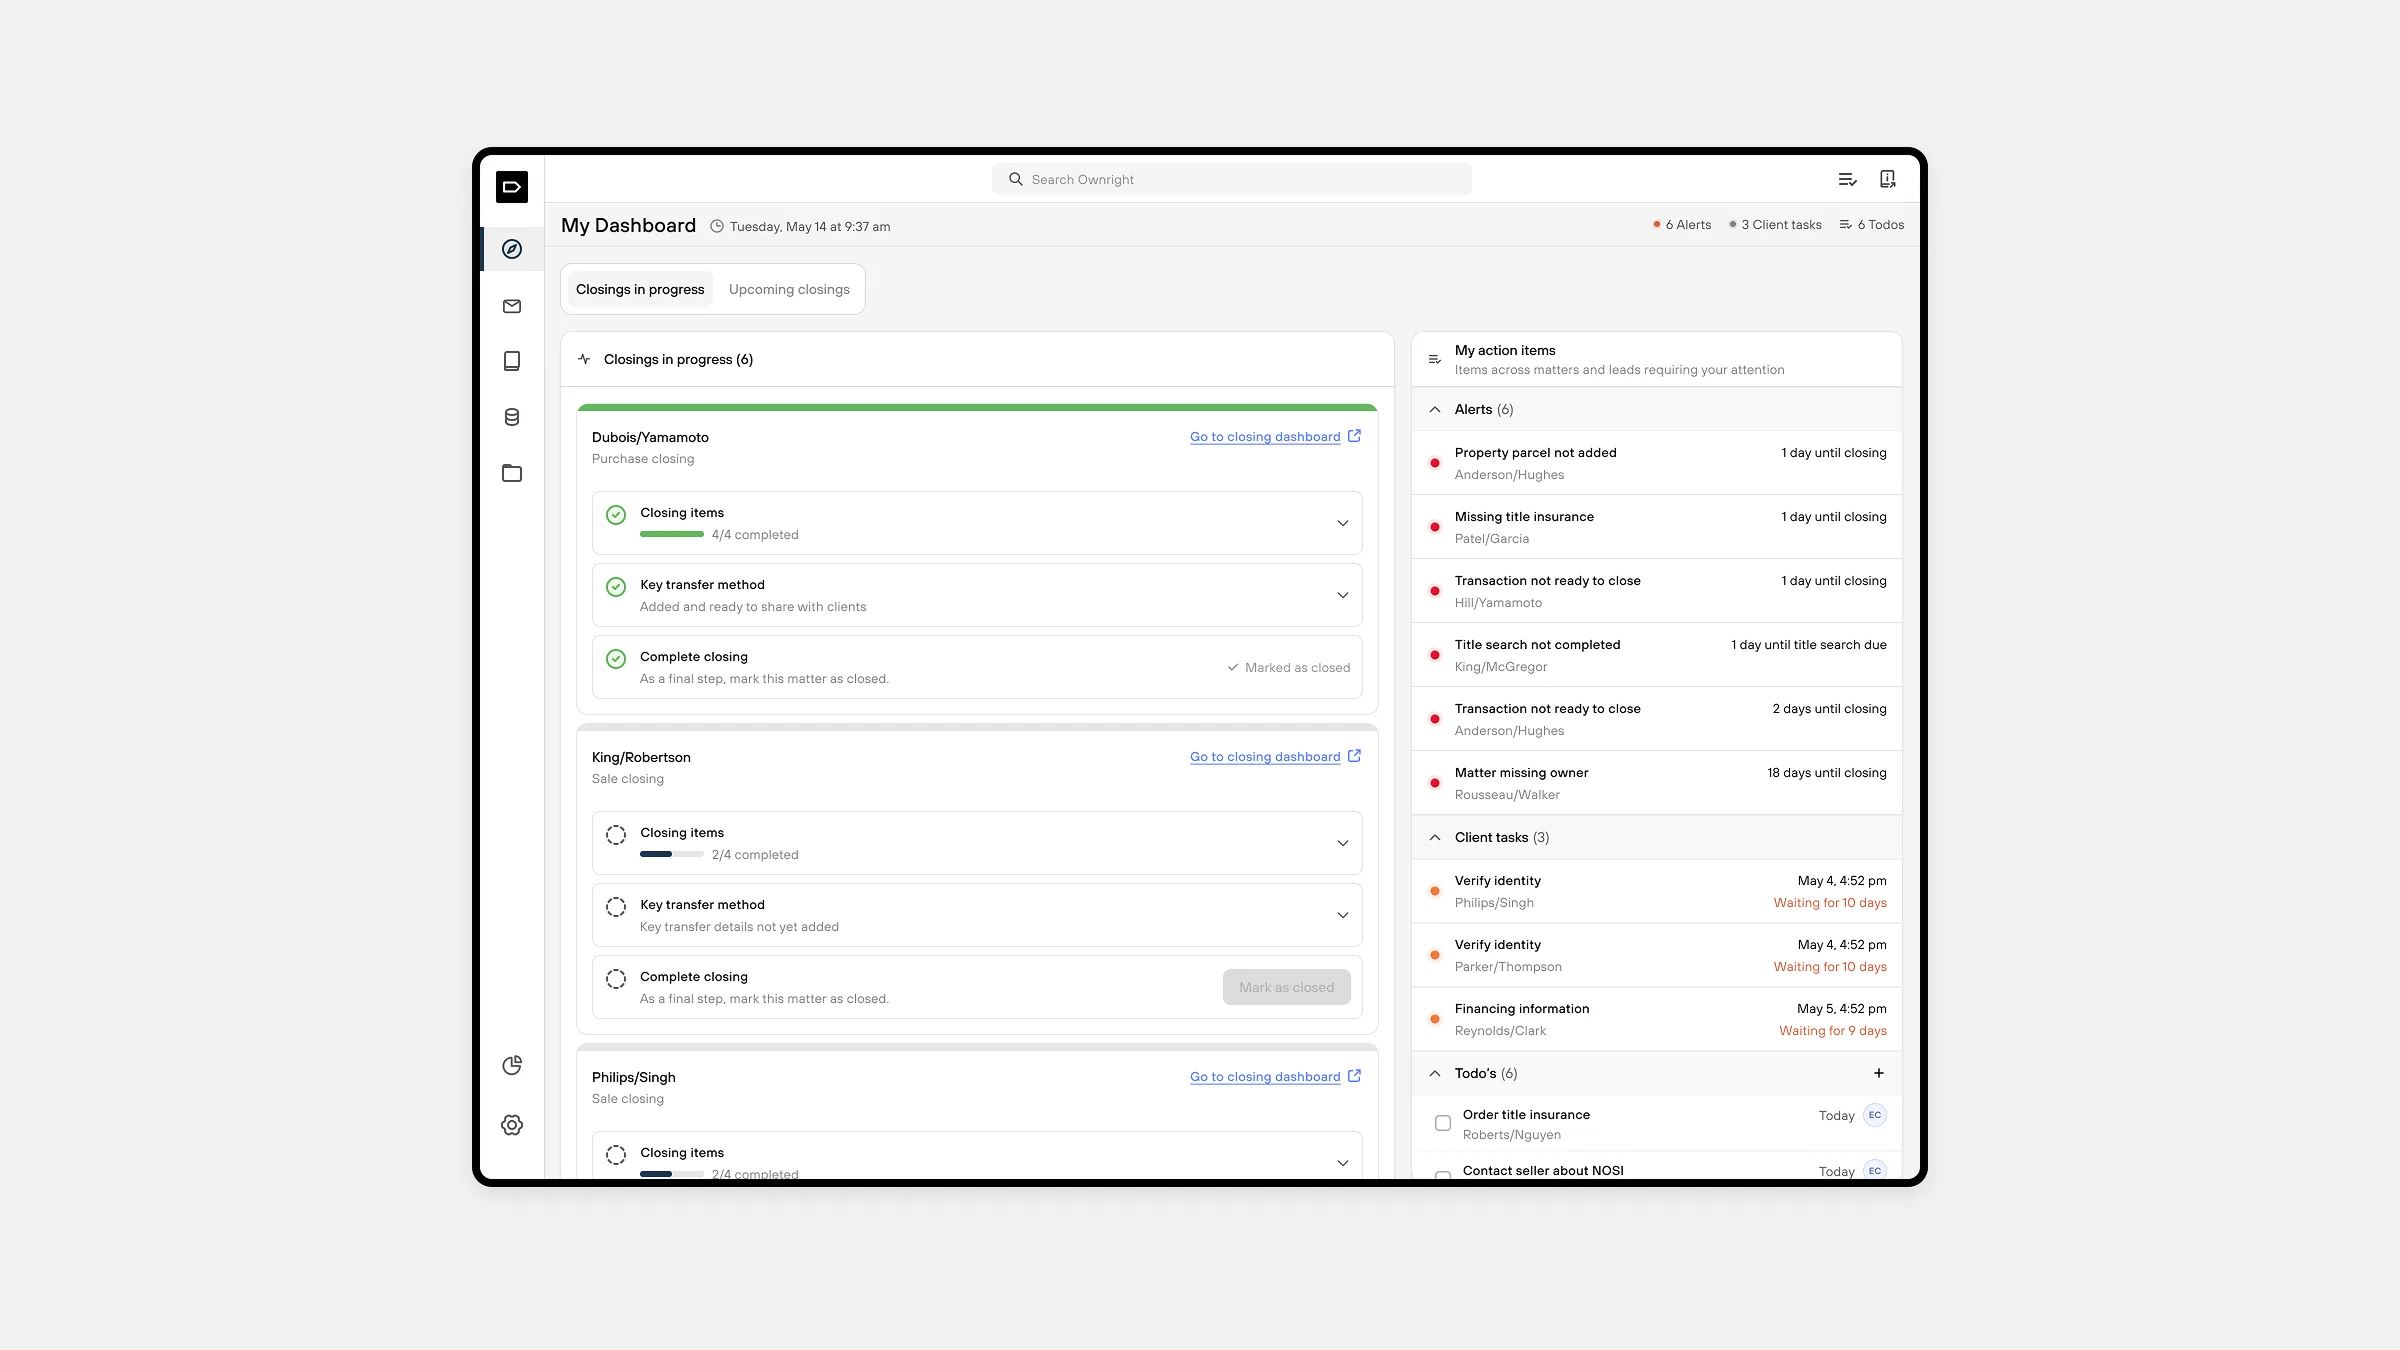 Search Ownright
My Dashboard
Tuesday, May 14 at 9:37 am
6 Alerts
3 Client tasks
6 Todos
Closings in progress
Upcoming closings
Closings in progress (6)
Dubois/Yamamoto
Go to closing dashboard
Purchase closing
Closing items
4/4 completed
Key transfer method
Added and ready to share with clients
Complete closing
As a final step, mark this matter as closed.
Marked as closed
King/Robertson
Go to closing dashboard
Sale closing
Closing items
2/4 completed
Key transfer method
Key transfer details not yet added
Complete closing
As a final step, mark this matter as closed.
Mark as closed
Philips/Singh
Go to closing dashboard
Sale closing
Closing items
2/4 completed
My action items
Items across matters and leads requiring your attention
Alerts (6)
Property parcel not added
1 day until closing
Anderson/Hughes
Missing title insurance
1 day until closing
Patel/Garcia
Transaction not ready to close
1 day until closing
Hill/Yamamoto
Title search not completed
1 day until title search due
King/McGregor
Transaction not ready to close
2 days until closing
Anderson/Hughes
Matter missing owner
18 days until closing
Rousseau/Walker
Client tasks (3)
Verify identity
May 4, 4:52 pm
Philips/Singh
Waiting for 10 days
Verify identity
May 4, 4:52 pm
Parker/Thompson
Waiting for 10 days
Financing information
May 5, 4:52 pm
Reynolds/Clark
Waiting for 9 days
Todo's (6)
Order title insurance
Today
EC
Roberts/Nguyen
Contact seller about NOSI
Today
EC